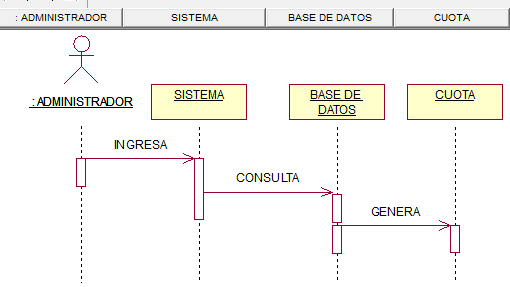 : ADMINISTRADOR SISTEMA BASE DE DATOS CUOTA
: ADMINISTRADOR
SISTEMA
BASE DE
DATOS
CUOTA
INGRESA
CONSULTA
GENERA